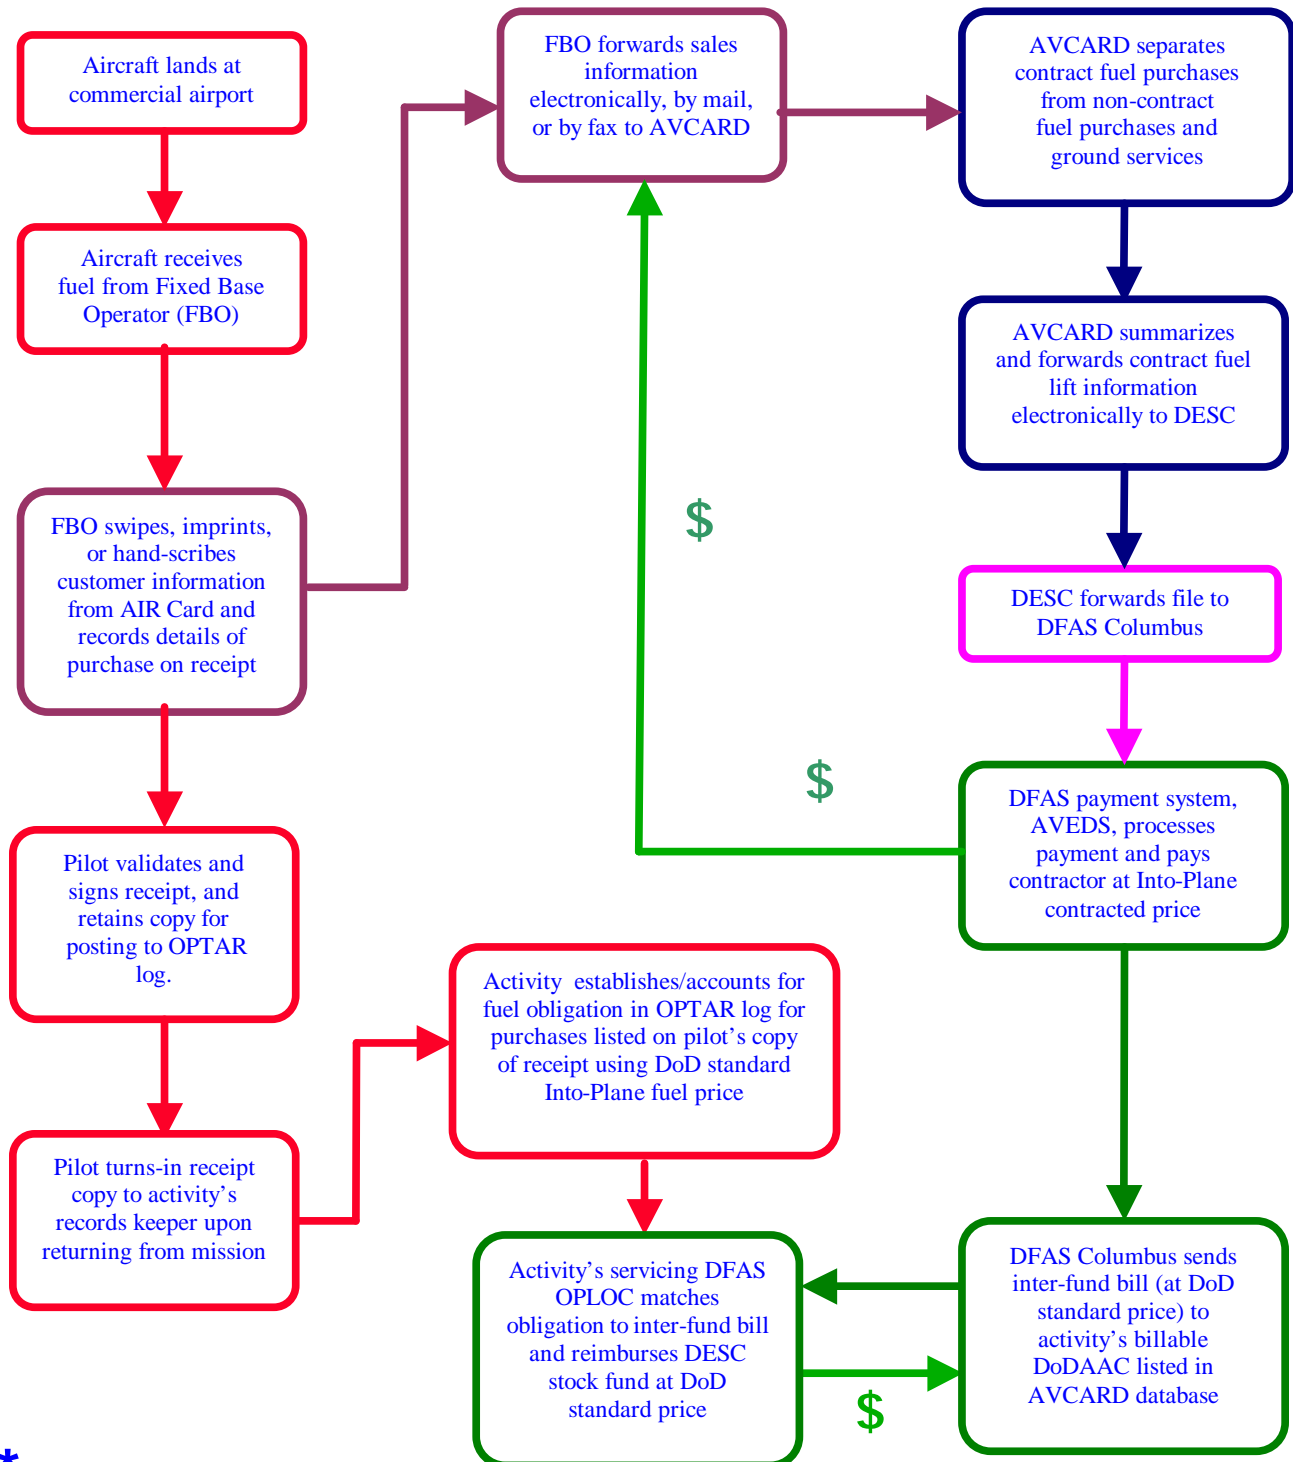 Aircraft lands at
commercial airport
Aircraft receives
fuel from Fixed Base
Operator (FBO)
FBO swipes, imprints,
or hand-scribes
customer information
from AIR Card and
records details of
purchase on receipt
Pilot validates and
signs receipt, and
retains copy for
posting to OPTAR
log.
Pilot turns-in receipt
copy to activity’s
records keeper upon
returning from mission
FBO forwards sales
information
electronically, by mail,
or by fax to AVCARD
$
$
Activity establishes/accounts for
fuel obligation in OPTAR log for
purchases listed on pilot’s copy
of receipt using DoD standard
Into-Plane fuel price
Activity’s servicing DFAS
OPLOC matches
obligation to inter-fund bill
and reimburses DESC
stock fund at DoD
standard price
$
AVCARD separates
contract fuel purchases
from non-contract
fuel purchases and
ground services
AVCARD summarizes
and forwards contract fuel
lift information
electronically to DESC
DESC forwards file to
DFAS Columbus
DFAS payment system,
AVEDS, processes
payment and pays
contractor at Into-Plane
contracted price
DFAS Columbus sends
inter-fund bill (at DoD
standard price) to
activity’s billable
DoDAAC listed in
AVCARD database
*